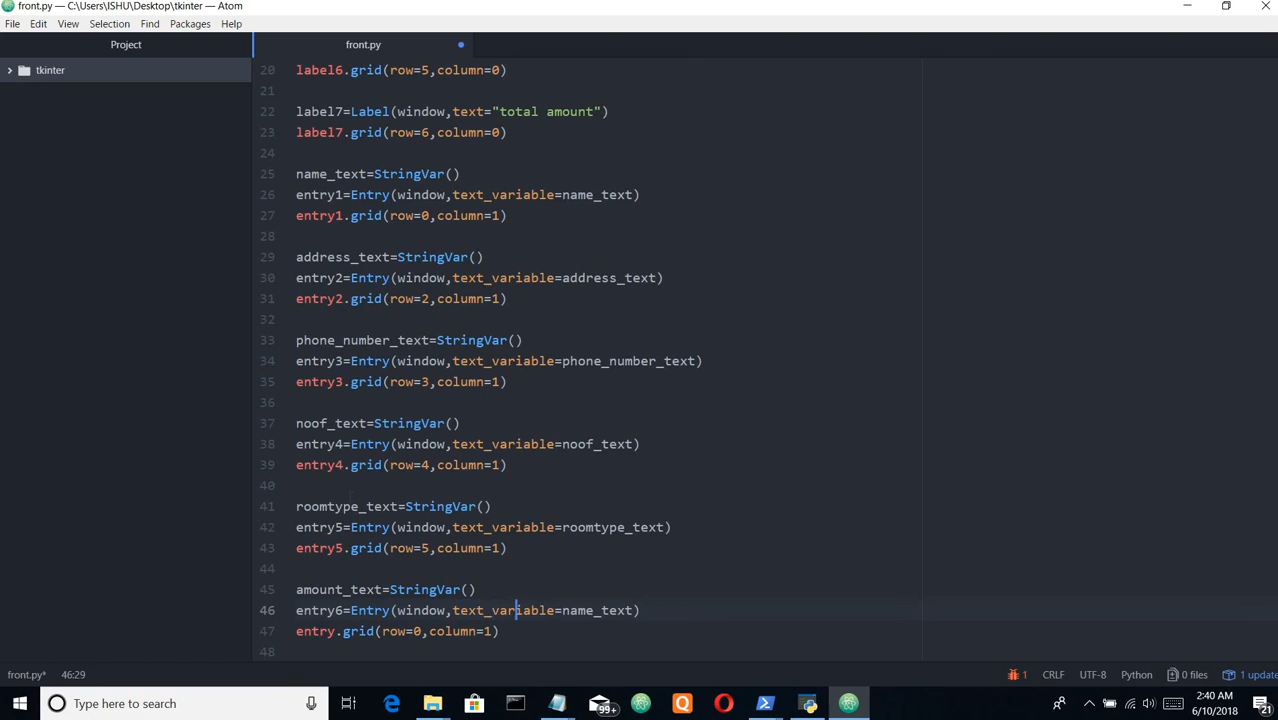 front.py — C:\Users\ISHU\Desktop\tkinter — Atom
File Edit View Selection Find Packages Help
Project
front.py
tkinter
20 label6.grid(row=5,column=0)
21
22 label7=Label(window,text="total amount")
23 label7.grid(row=6,column=0)
24
25 name_text=StringVar()
26 entry1=Entry(window,text_variable=name_text)
27 entry1.grid(row=0,column=1)
28
29 address_text=StringVar()
30 entry2=Entry(window,text_variable=address_text)
31 entry2.grid(row=2,column=1)
32
33 phone_number_text=StringVar()
34 entry3=Entry(window,text_variable=phone_number_text)
35 entry3.grid(row=3,column=1)
36
37 noof_text=StringVar()
38 entry4=Entry(window,text_variable=noof_text)
39 entry4.grid(row=4,column=1)
40
41 roomtype_text=StringVar()
42 entry5=Entry(window,text_variable=roomtype_text)
43 entry5.grid(row=5,column=1)
44
45 amount_text=StringVar()
46 entry6=Entry(window,text_variable=name_text)
47 entry.grid(row=0,column=1)
48
front.py* 46:29 1 CRLF UTF-8 Python 0 files 1 update
Type here to search 99+ 2:40 AM
6/10/2018 21